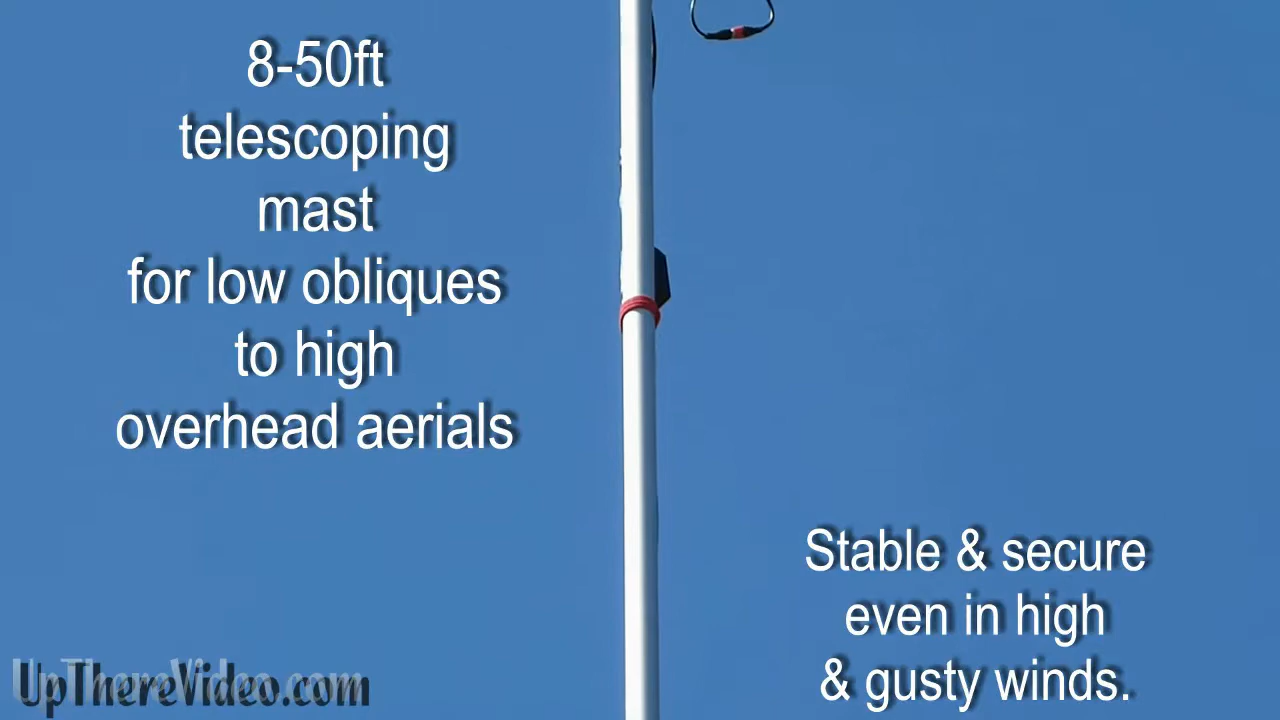 8-50ft
telescoping
mast
for low obliques
to high
overhead aerials
Stable & secure
even in high
& gusty winds.
UpThereVideo.com